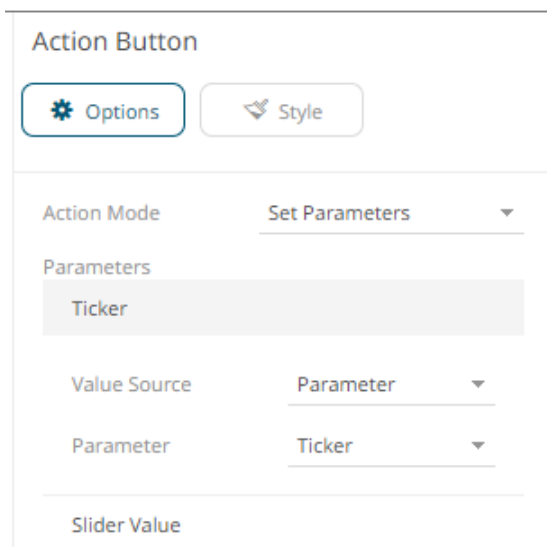 Action Button
Options Style
Action Mode Set Parameters
Parameters
Ticker
Value Source Parameter
Parameter Ticker
Slider Value